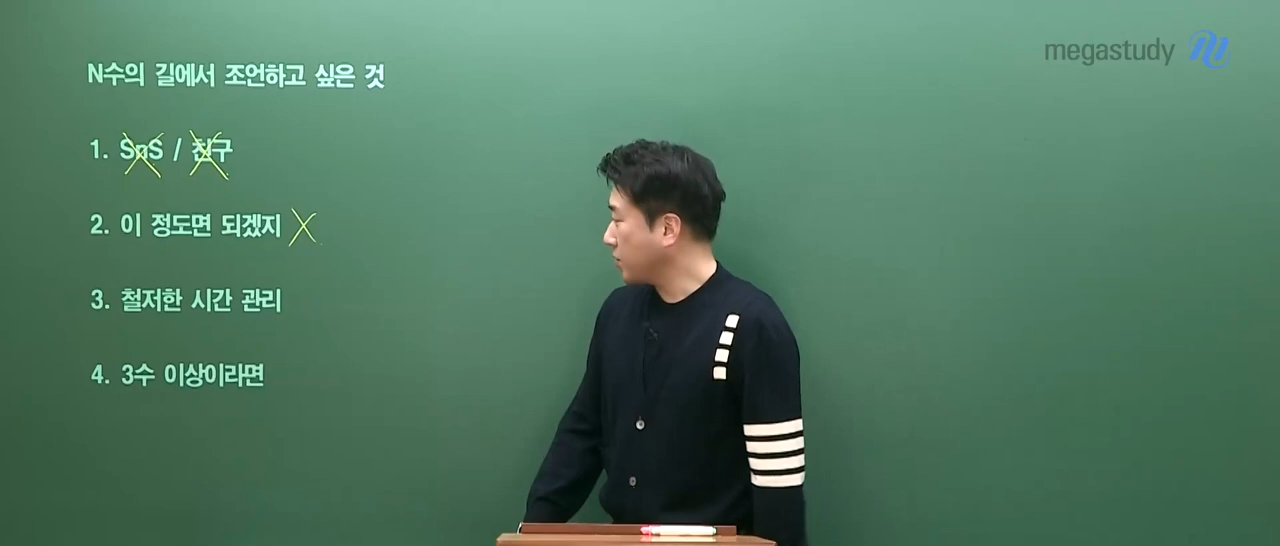 N수의 길에서 조언하고 싶은 것
megastudy
1. SnS / 친구
2. 이 정도면 되겠지
3. 철저한 시간 관리
4. 3수 이상이라면